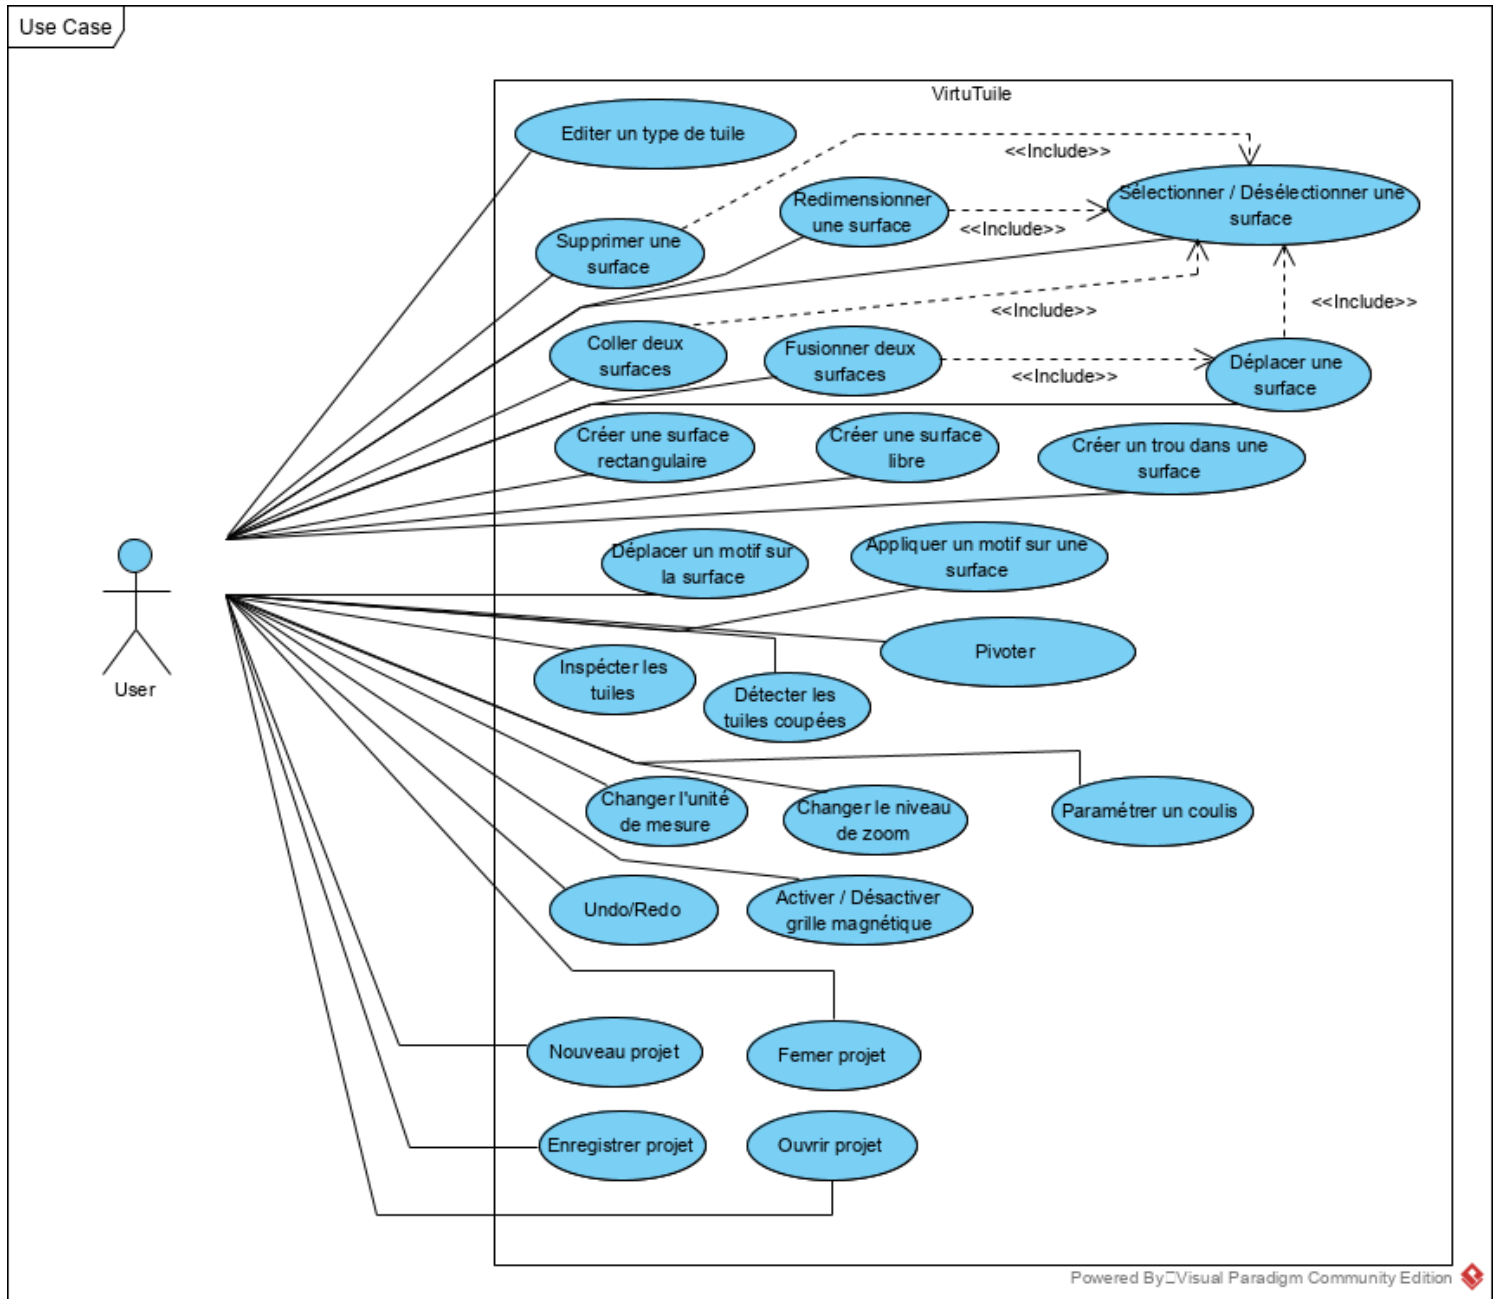 Use Case
VirtuTuile
Editer un type de tuile
<<Include>>
Sélectionner / Désélectionner une
surface
Redimensionner
une surface
<<Include>>
Supprimer une
surface
<<Include>>
<<Include>>
Coller deux
surfaces
Fusionner deux
surfaces
<<Include>>
Déplacer une
surface
Créer une surface
rectangulaire
Créer une surface
libre
Créer un trou dans une
surface
Déplacer un motif sur
la surface
Appliquer un motif sur une
surface
User
Pivoter
Inspécter les
tuiles
Détecter les
tuiles coupées
Changer l'unité
de mesure
Changer le niveau
de zoom
Paramétrer un coulis
Undo/Redo
Activer / Désactiver
grille magnétique
Nouveau projet
Femer projet
Enregistrer projet
Ouvrir projet
Powered By□Visual Paradigm Community Edition